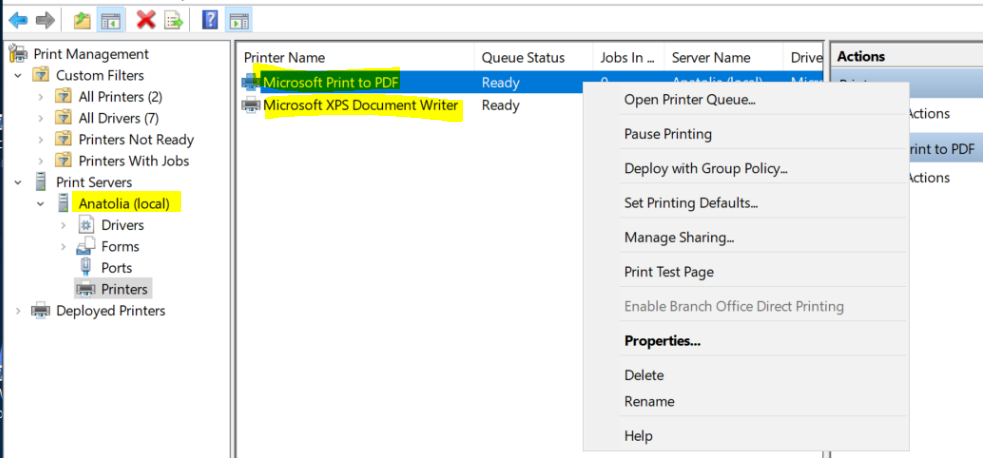 Print Management
Custom Filters
All Printers (2)
All Drivers (7)
Printers Not Ready
Printers With Jobs
Print Servers
Anatolia (local)
Drivers
Forms
Ports
Printers
Deployed Printers
Printer Name Queue Status Jobs In ... Server Name Drive
Microsoft Print to PDF Ready 0 Anatolia (local) Micr
Microsoft XPS Document Writer Ready
Open Printer Queue...
Pause Printing
Deploy with Group Policy...
Set Printing Defaults...
Manage Sharing...
Print Test Page
Enable Branch Office Direct Printing
Properties...
Delete
Rename
Help
Actions
Actions
rint to PDF
Actions